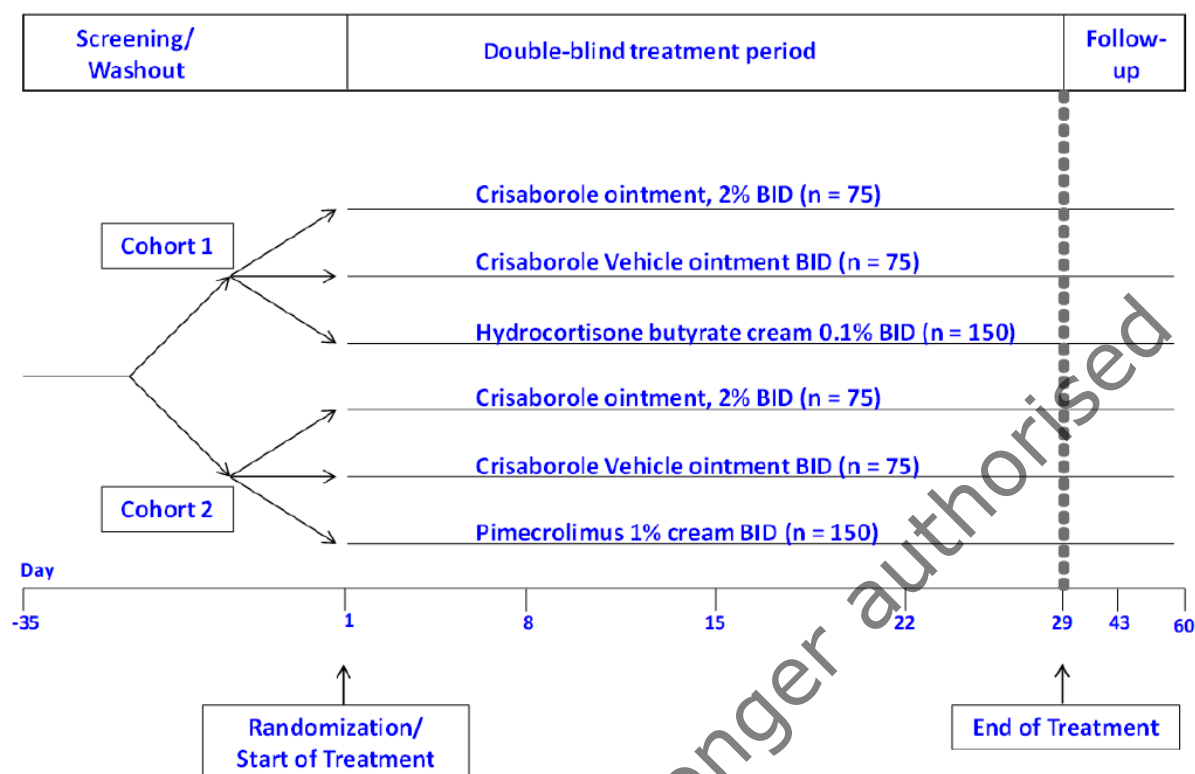 Screening/
Washout
Double-blind treatment period
Follow-
up
Crisaborole ointment, 2% BID (n = 75)
Cohort 1
Crisaborole Vehicle ointment BID (n = 75)
Hydrocortisone butyrate cream 0.1% BID (n = 150)
Crisaborole ointment, 2% BID (n = 75)
Crisaborole Vehicle ointment BID (n = 75)
Cohort 2
Pimecrolimus 1% cream BID (n = 150)
Day
-35 1 8 15 22 29 43 60
Randomization/
Start of Treatment
End of Treatment
onger authorised